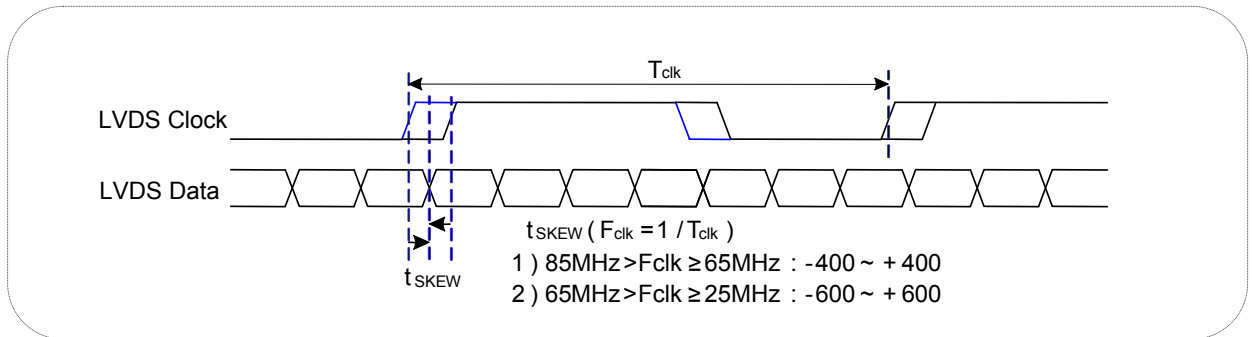 Tclk
LVDS Clock
LVDS Data
tSKEW ( Fclk = 1 / Tclk )
1 ) 85MHz>Fclk ≥65MHz : -400 ~ + 400
tSKEW
2 ) 65MHz>Fclk ≥25MHz : -600 ~ + 600